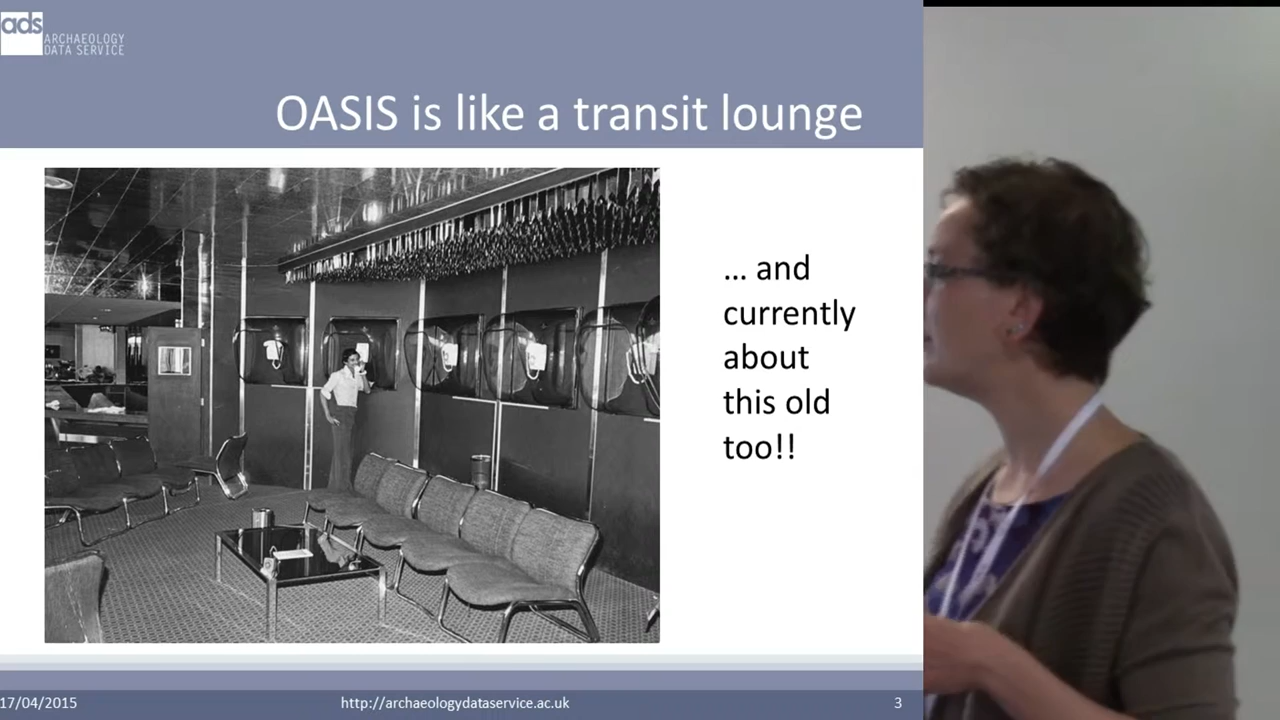 ads
ARCHAEOLOGY
DATA SERVICE
OASIS is like a transit lounge
... and
currently
about
this old
too!!
17/04/2015
http://archaeologydataservice.ac.uk
3